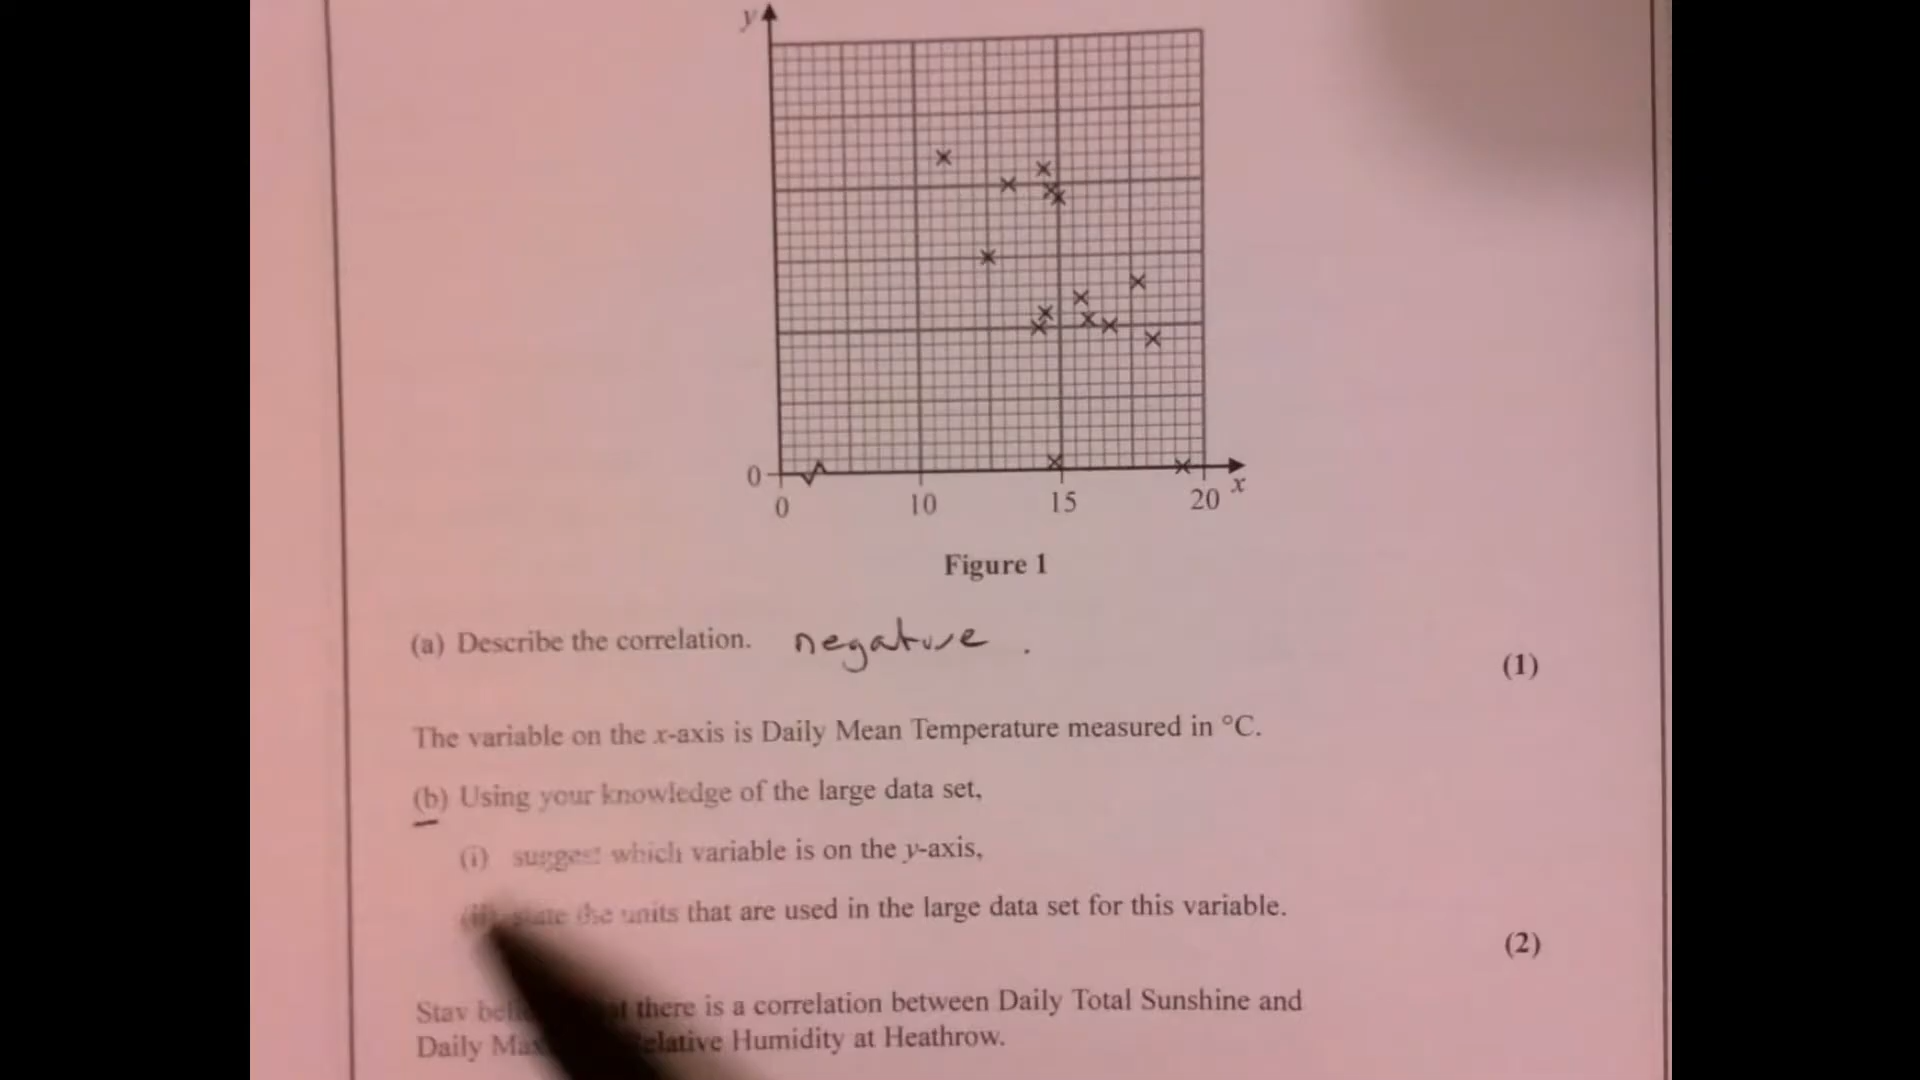 y
0
0 10 15 20 x
Figure 1
(a) Describe the correlation. negative .
(1)
The variable on the x-axis is Daily Mean Temperature measured in °C.
(b) Using your knowledge of the large data set,
(i) suggest which variable is on the y-axis,
(ii) state the units that are used in the large data set for this variable.
(2)
Stav there is a correlation between Daily Total Sunshine and
Daily Humidity at Heathrow.